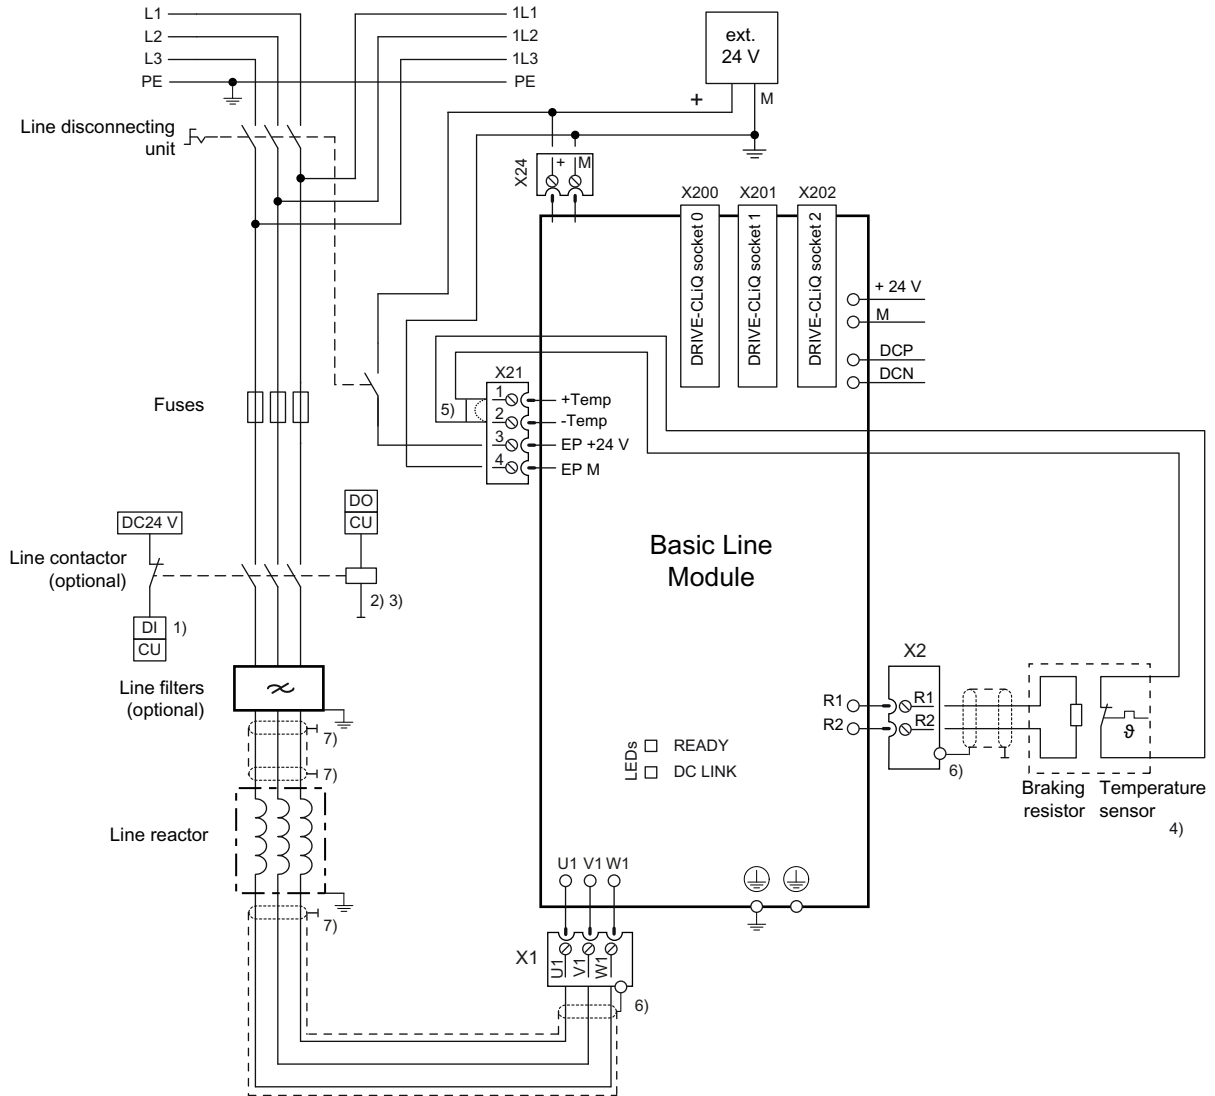 L1
1L1
L2
1L2
L3
1L3
PE
PE
ext.
24 V
+
M
Line disconnecting
unit
X24
+ M
X200
X201
X202
DRIVE-CLiQ socket 0
DRIVE-CLiQ socket 1
DRIVE-CLiQ socket 2
+ 24 V
M
DCP
DCN
X21
Fuses
5)
1
+Temp
2
-Temp
3
EP +24 V
4
EP M
DC24 V
DO
CU
Line contactor
(optional)
2) 3)
DI
1)
CU
Basic Line
Module
Line filters
(optional)
7)
7)
X2
R1
R1
R2
R2
6)
ϑ
LEDs
READY
DC LINK
Braking
resistor
Temperature
sensor
4)
Line reactor
7)
U1 V1 W1
X1
U1
V1
W1
6)